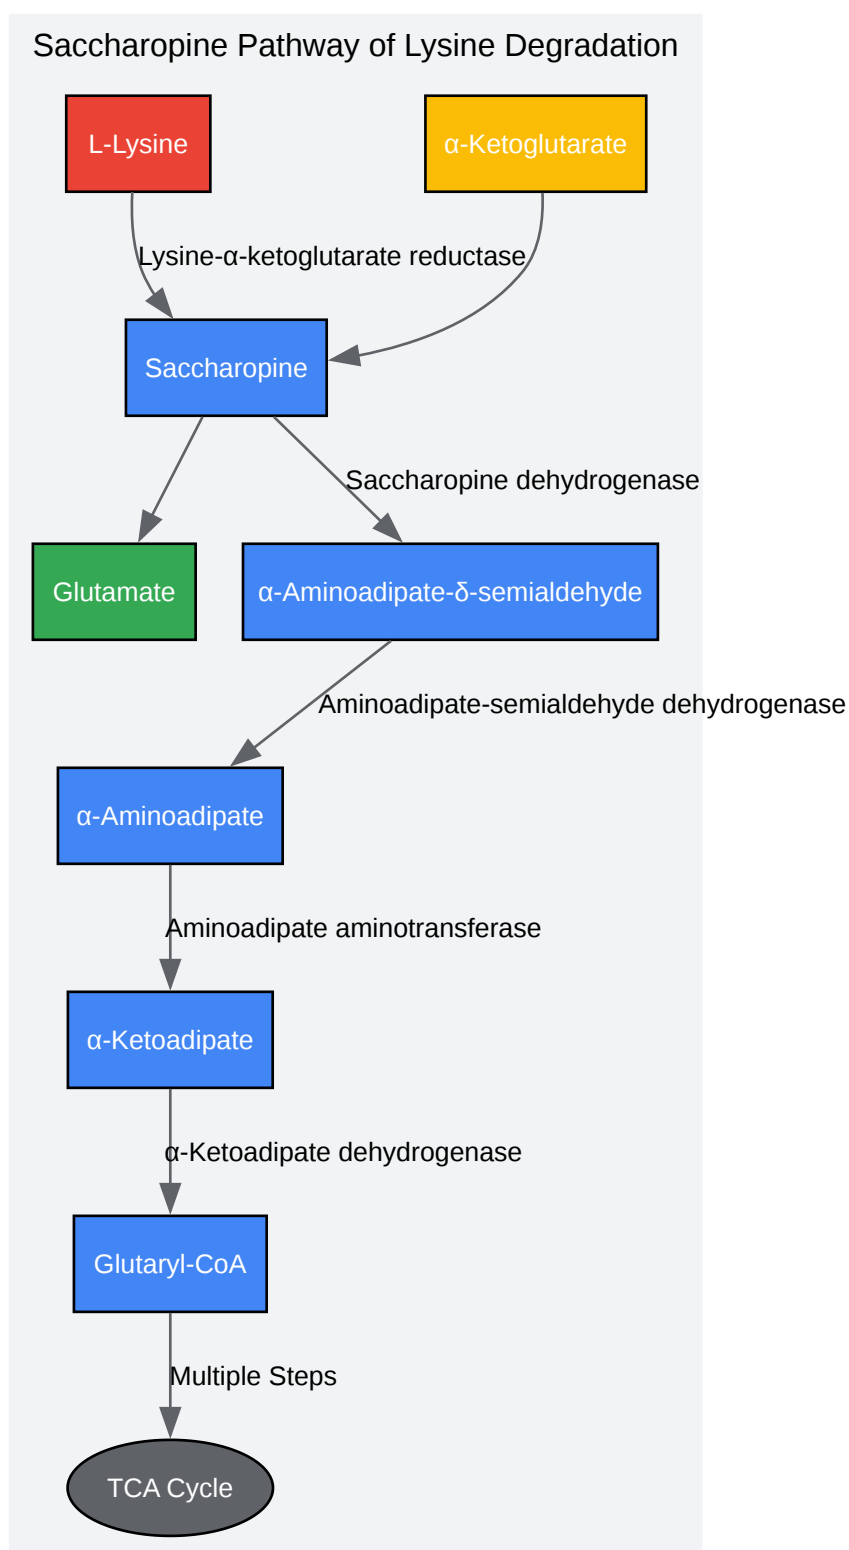 Saccharopine Pathway of Lysine Degradation
L-Lysine
α-Ketoglutarate
Lysine-α-ketoglutarate reductase
Saccharopine
Saccharopine dehydrogenase
Glutamate
α-Aminoadipate-δ-semialdehyde
Aminoadipate-semialdehyde dehydrogenase
α-Aminoadipate
Aminoadipate aminotransferase
α-Ketoadipate
α-Ketoadipate dehydrogenase
Glutaryl-CoA
Multiple Steps
TCA Cycle